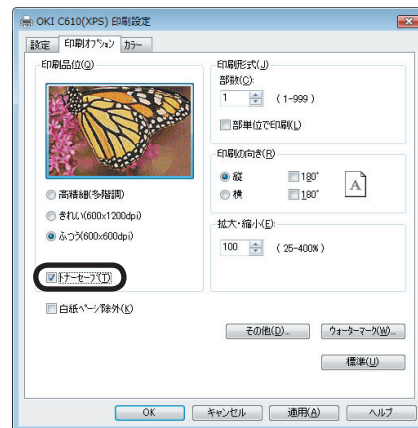 OKI C610(XPS) 印刷設定
設定 印刷ｵﾌﾟｼｮﾝ ｶﾗｰ
印刷品位(Q)
高精細(多階調)
きれい(600x1200dpi)
ふつう(600x600dpi)
トナーセーブ(T)
白紙ﾍﾟｰｼﾞ除外(K)
印刷形式(J)
部数(C):
1 (1-999)
部単位で印刷(L)
印刷の向き(R)
縦 180°
横 180°
A
拡大・縮小(E):
100 (25-400%)
その他(D)... ウォーターマーク(W)...
標準(U)
OK キャンセル 適用(A) ヘルプ